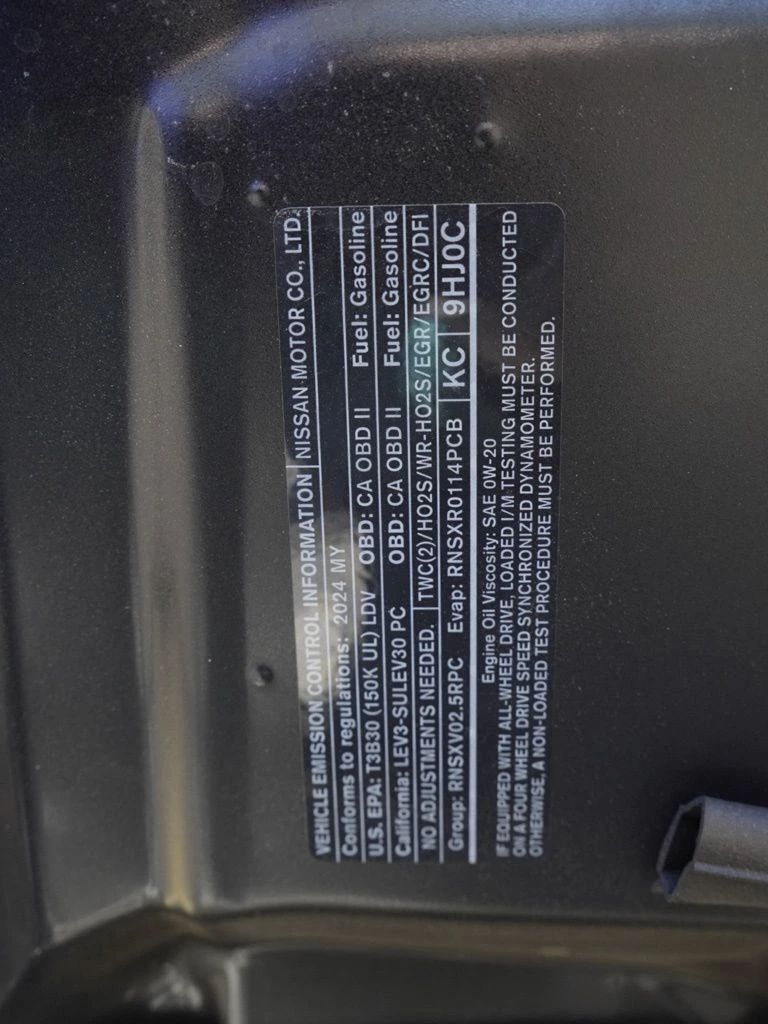 VEHICLE EMISSION CONTROL INFORMATION NISSAN MOTOR CO., LTD.
Conforms to regulations: 2024 MY
U.S. EPA: T3B30 (150K UL) LDV OBD: CA OBD II Fuel: Gasoline
California: LEV3-SULEV30 PC OBD: CA OBD II Fuel: Gasoline
NO ADJUSTMENTS NEEDED. TWC(2)/HO2S/WR-HO2S/EGR/EGRC/DFI
Group: RNSXV02.5RPC Evap: RNSXR0114PCB KC 9HJ0C
Engine Oil Viscosity: SAE 0W-20
IF EQUIPPED WITH ALL-WHEEL DRIVE, LOADED I/M TESTING MUST BE CONDUCTED
ON A FOUR WHEEL DRIVE SPEED SYNCHRONIZED DYNAMOMETER.
OTHERWISE, A NON-LOADED TEST PROCEDURE MUST BE PERFORMED.